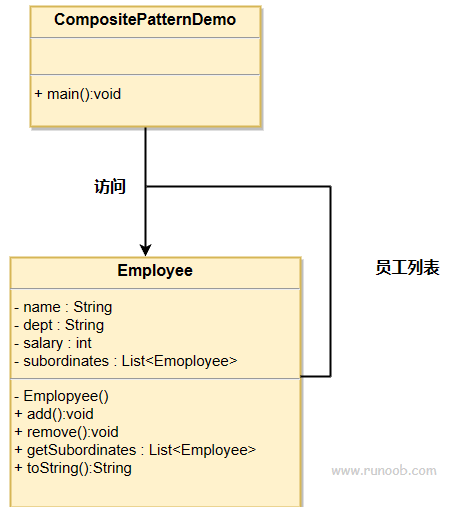 CompositePatternDemo
+ main():void
访问
员工列表
Employee
- name : String
- dept : String
- salary : int
- subordinates : List<Emoployee>
- Emplopyee()
+ add():void
+ remove():void
+ getSubordinates : List<Employee>
+ toString():String
www.runoob.com